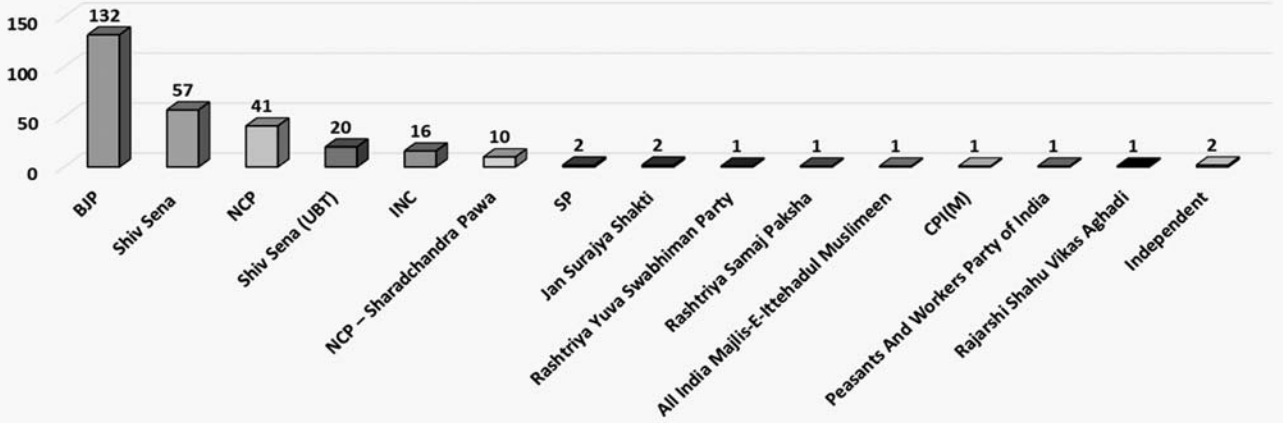 150
100
50
0
132
57
41
20
16
10
2
2
1
1
1
1
1
1
2
BJP
Shiv Sena
NCP
Shiv Sena (UBT)
INC
NCP – Sharadchandra Pawa
SP
Jan Surajya Shakti
Rashtriya Yuva Swabhiman Party
Rashtriya Samaj Paksha
All India Majlis-E-Ittehadul Muslimeen
CPI(M)
Peasants And Workers Party of India
Rajarshi Shahu Vikas Aghadi
Independent